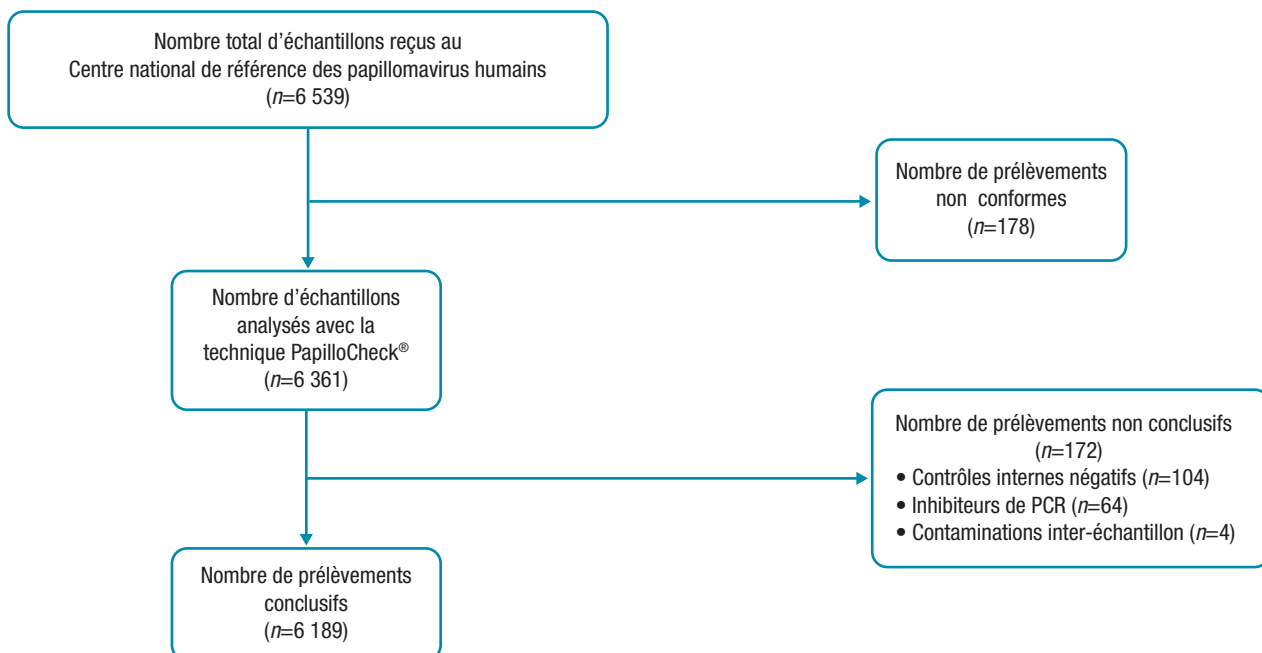 Nombre total d’échantillons reçus au
Centre national de référence des papillomavirus humains
(n=6 539)
Nombre de prélèvements
non conformes
(n=178)
Nombre d’échantillons
analysés avec la
technique PapilloCheck®
(n=6 361)
Nombre de prélèvements non conclusifs
(n=172)
• Contrôles internes négatifs (n=104)
• Inhibiteurs de PCR (n=64)
• Contaminations inter-échantillon (n=4)
Nombre de prélèvements
conclusifs
(n=6 189)